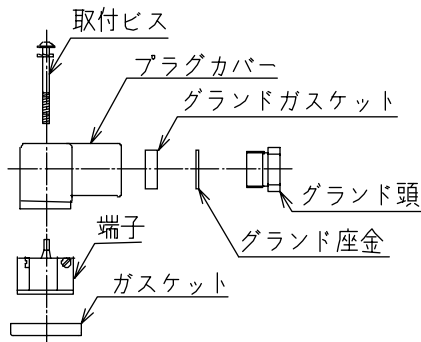 取付ビス
プラグカバー
グランドガスケット
グランド頭
グランド座金
端子
ガスケット